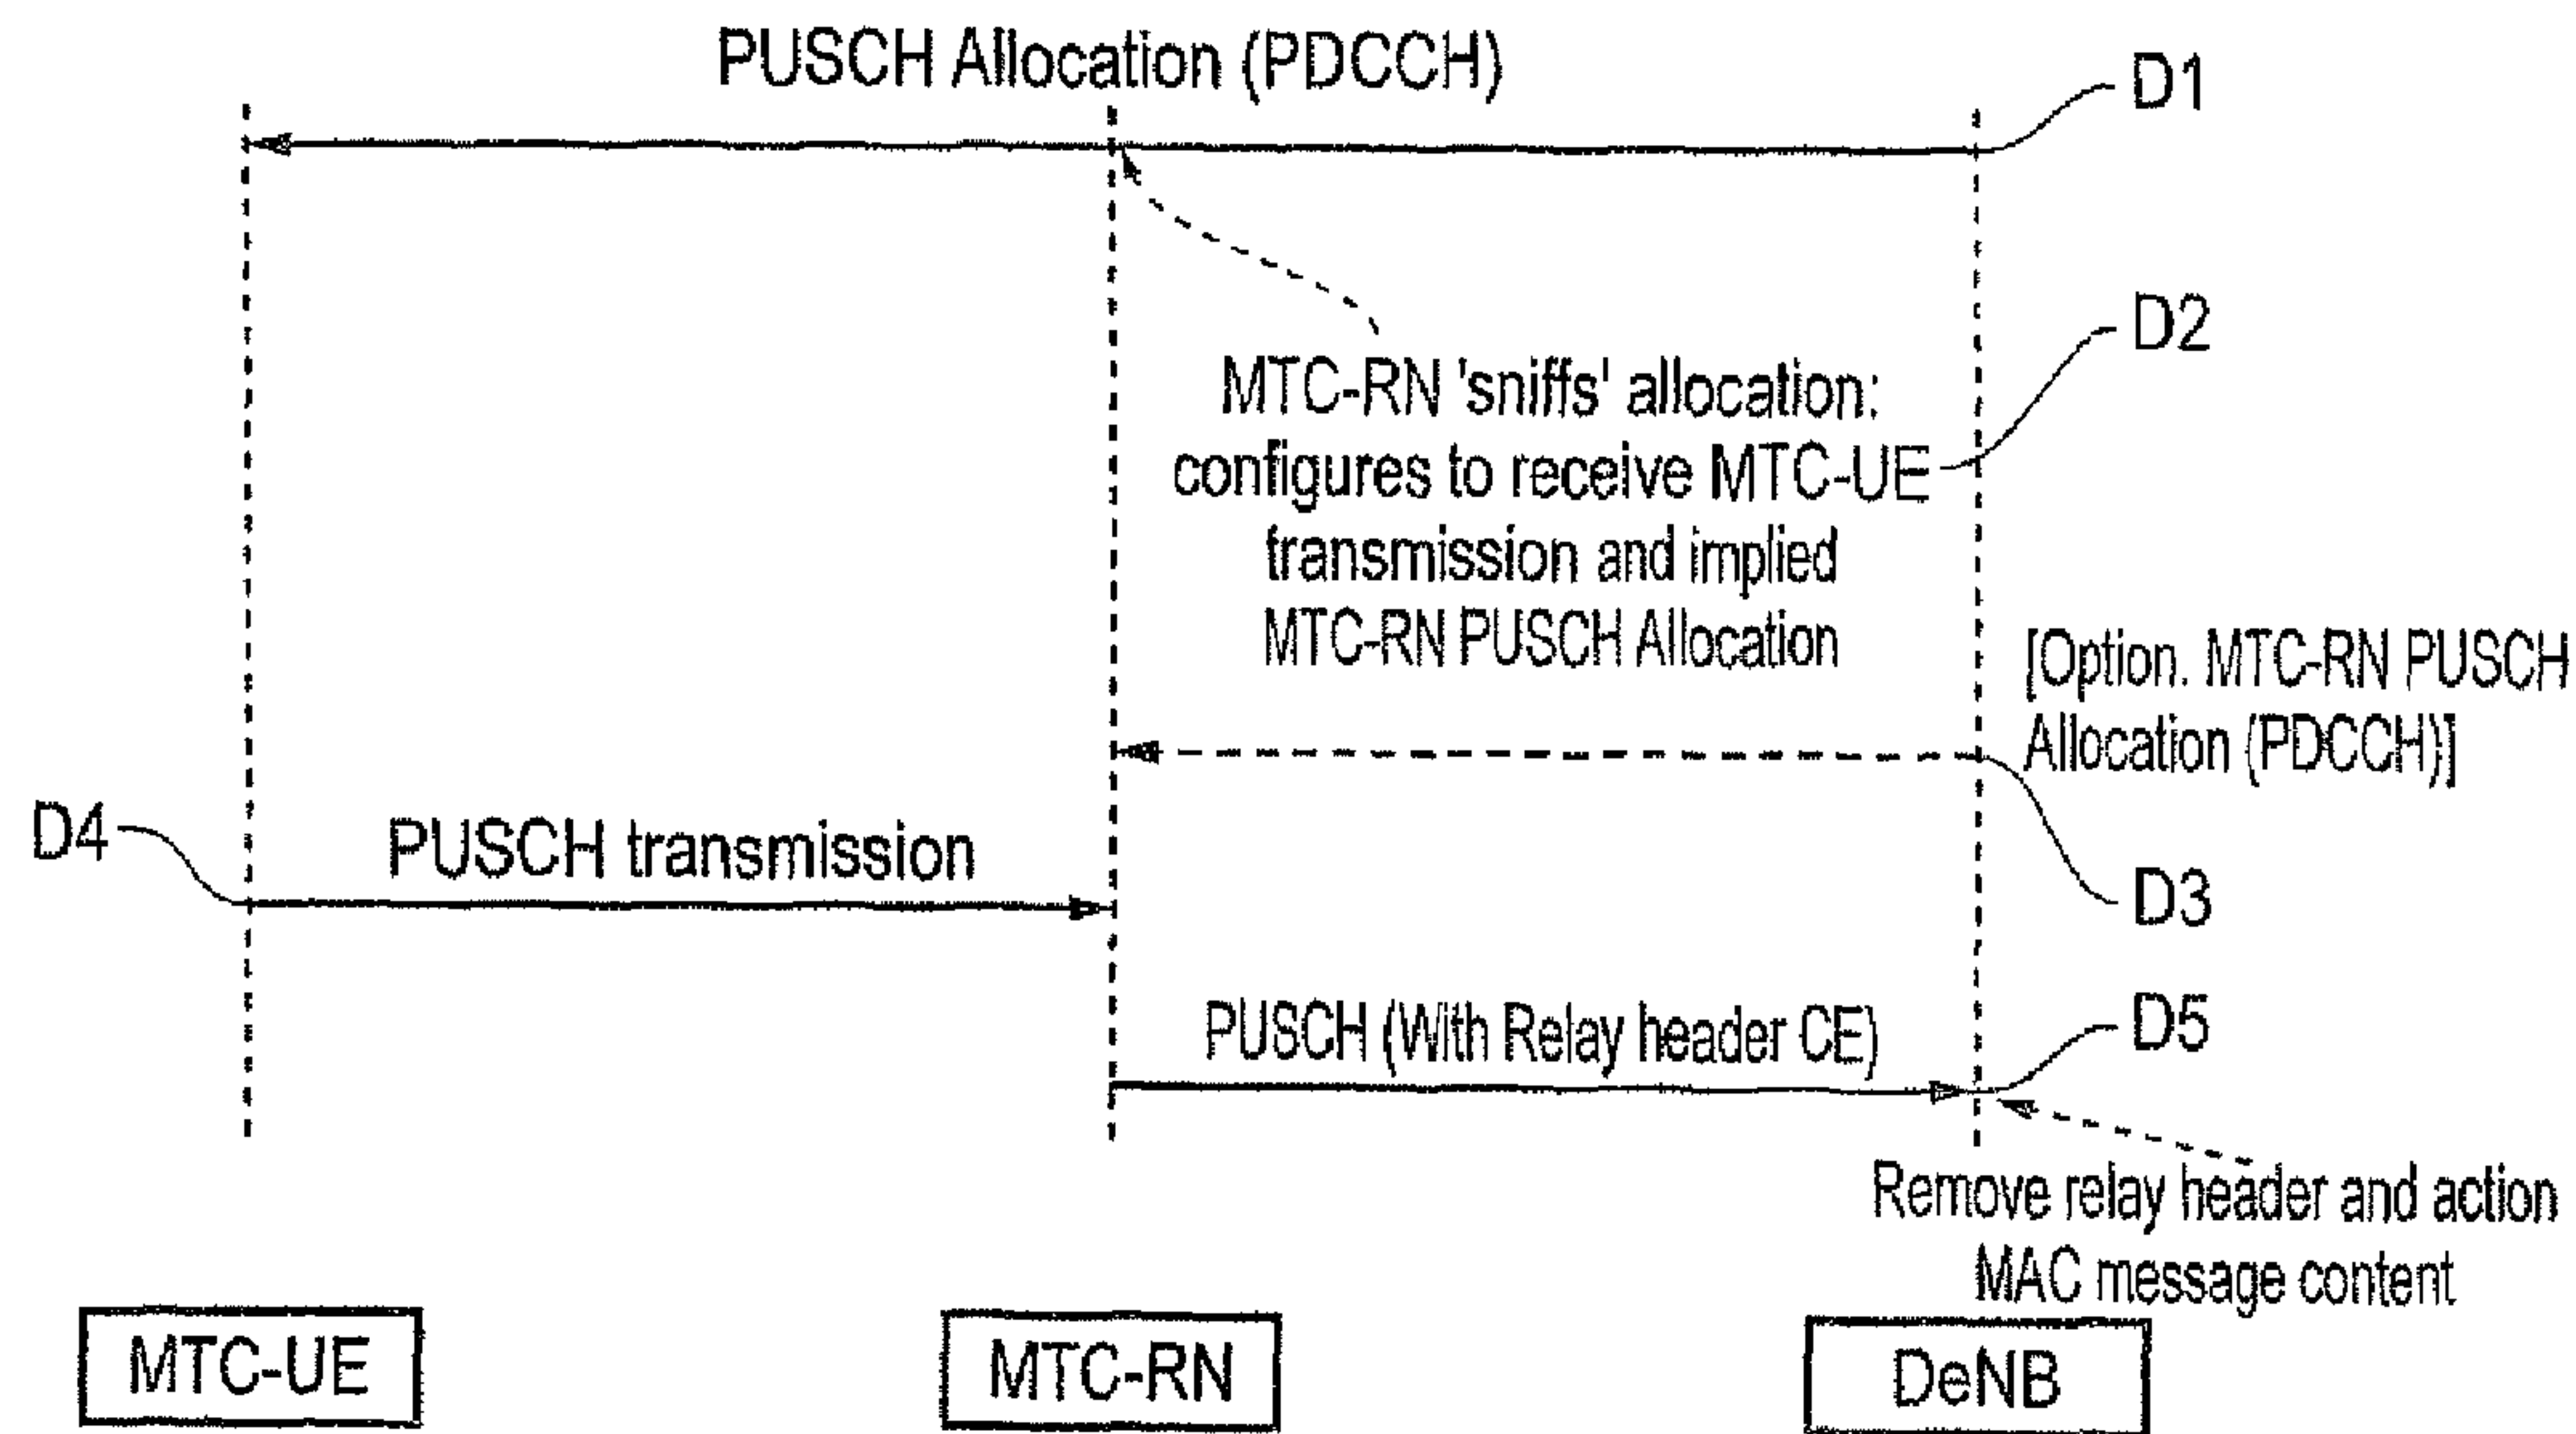 PUSCH Allocation (PDCCH)
D1
D2
MTC-RN 'sniffs' allocation:
configures to receive MTC-UE
transmission and implied
MTC-RN PUSCH Allocation
[Option. MTC-RN PUSCH
Allocation (PDCCH)]
D4
PUSCH transmission
D3
PUSCH (With Relay header CE)
D5
Remove relay header and action
MAC message content
MTC-UE
MTC-RN
DeNB